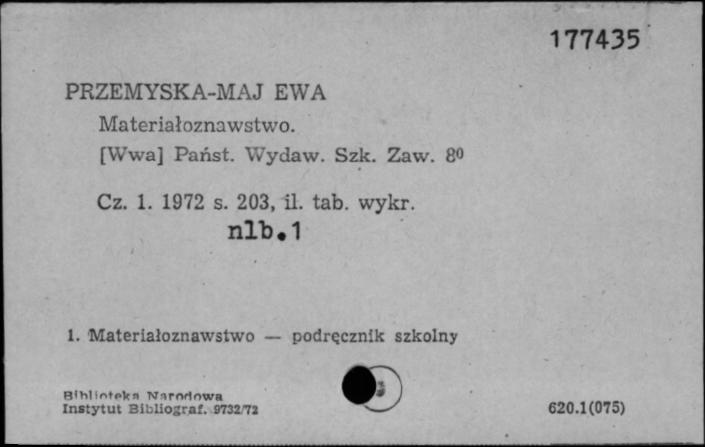 177435
PRZEMYSKA-MAJ EWA
Materiałoznawstwo.
[Wwa] Państ. Wydaw. Szk. Zaw. 8⁰
Cz. 1. 1972 s. 203, il. tab. wykr.
nlb.1
1. Materiałoznawstwo — podręcznik szkolny
Biblioteka Narodowa
Instytut Bibliograf. 9732/72
620.1(075)